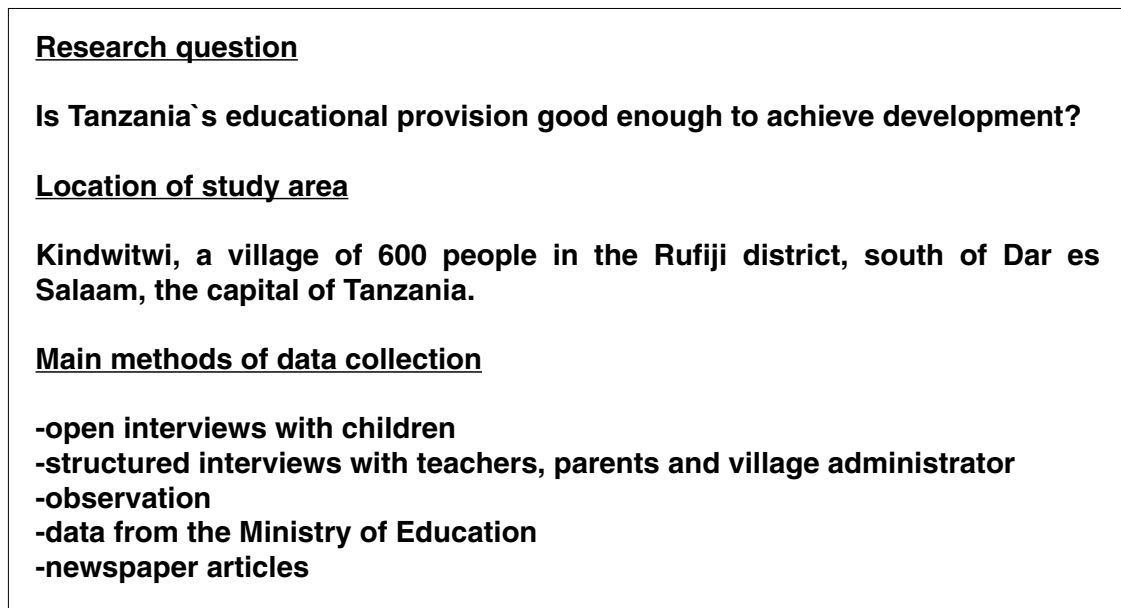 Research question
Is Tanzania`s educational provision good enough to achieve development?
Location of study area
Kindwitwi, a village of 600 people in the Rufiji district, south of Dar es
Salaam, the capital of Tanzania.
Main methods of data collection
-open interviews with children
-structured interviews with teachers, parents and village administrator
-observation
-data from the Ministry of Education
-newspaper articles